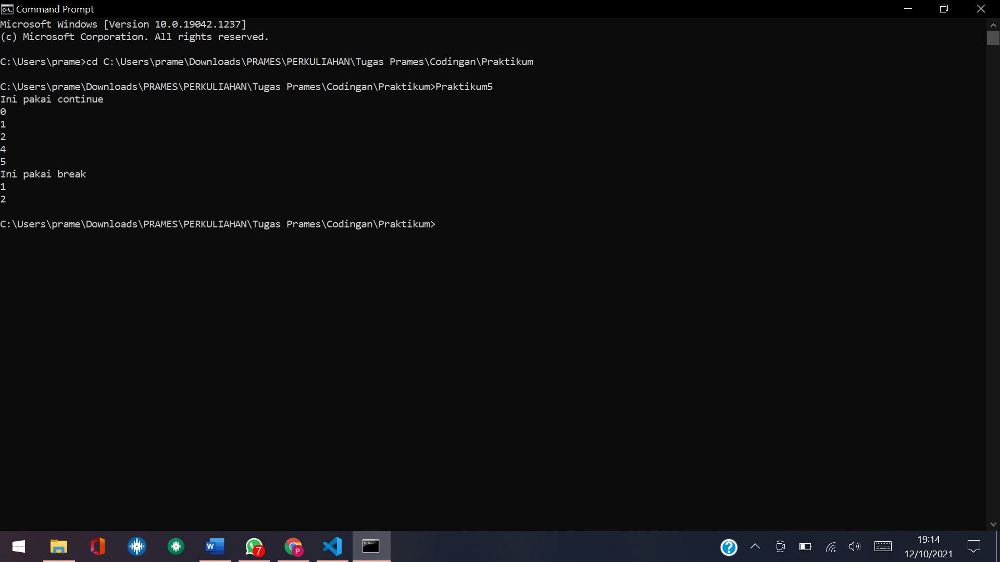 Command Prompt
Microsoft Windows [Version 10.0.19042.1237]
(c) Microsoft Corporation. All rights reserved.
C:\Users\prame>cd C:\Users\prame\Downloads\PRAMES\PERKULIAHAN\Tugas Prames\Codingan\Praktikum
C:\Users\prame\Downloads\PRAMES\PERKULIAHAN\Tugas Prames\Codingan\Praktikum>Praktikum5
Ini pakai continue
0
1
2
4
5
Ini pakai break
1
2
C:\Users\prame\Downloads\PRAMES\PERKULIAHAN\Tugas Prames\Codingan\Praktikum>
W
7
P
?
19:14
12/10/2021